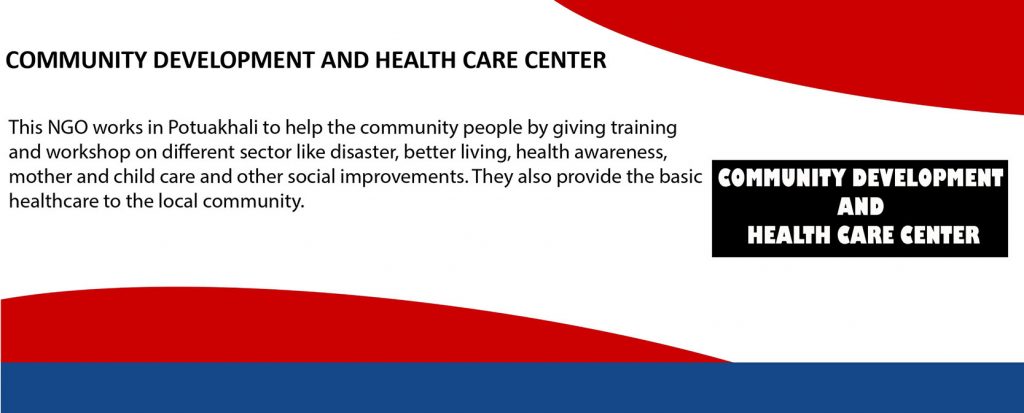 COMMUNITY DEVELOPMENT AND HEALTH CARE CENTER
This NGO works in Potuakhali to help the community people by giving training
and workshop on different sector like disaster, better living, health awareness,
mother and child care and other social improvements. They also provide the basic
healthcare to the local community.
COMMUNITY DEVELOPMENT
AND
HEALTH CARE CENTER